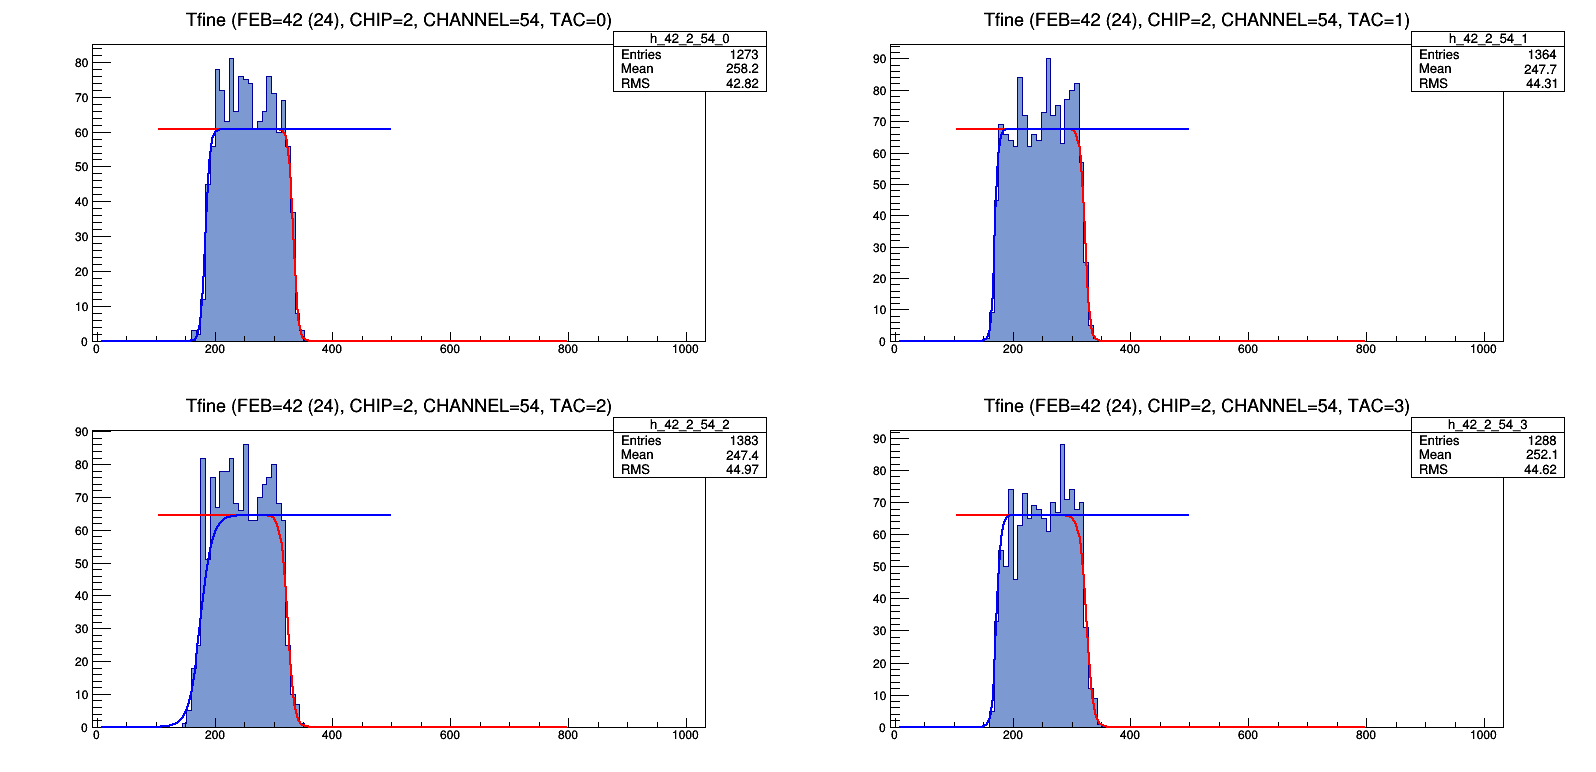 Tfine (FEB=42 (24), CHIP=2, CHANNEL=54, TAC=0)
h_42_2_54_0
Entries 1273
Mean 258.2
RMS 42.82
80
70
60
50
40
30
20
10
0
0 200 400 600 800 1000
Tfine (FEB=42 (24), CHIP=2, CHANNEL=54, TAC=1)
h_42_2_54_1
Entries 1364
Mean 247.7
RMS 44.31
90
80
70
60
50
40
30
20
10
0
0 200 400 600 800 1000
Tfine (FEB=42 (24), CHIP=2, CHANNEL=54, TAC=2)
h_42_2_54_2
Entries 1383
Mean 247.4
RMS 44.97
90
80
70
60
50
40
30
20
10
0
0 200 400 600 800 1000
Tfine (FEB=42 (24), CHIP=2, CHANNEL=54, TAC=3)
h_42_2_54_3
Entries 1288
Mean 252.1
RMS 44.62
90
80
70
60
50
40
30
20
10
0
0 200 400 600 800 1000